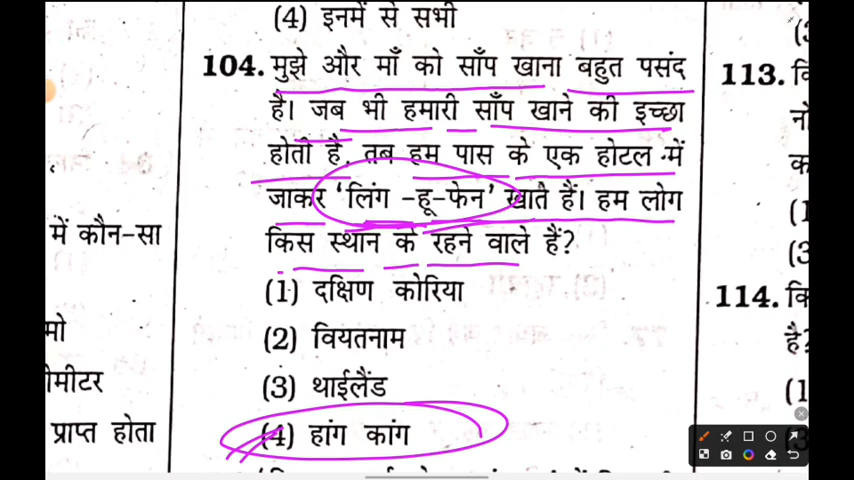 (4) इनमें से सभी
104. मुझे और माँ को साँप खाना बहुत पसंद
है। जब भी हमारी साँप खाने की इच्छा
होती है, तब हम पास के एक होटल में
जाकर ‘लिंग -हू-फेन’ खाते हैं। हम लोग
किस स्थान के रहने वाले हैं?
(1) दक्षिण कोरिया
(2) वियतनाम
(3) थाईलैंड
(4) हांग कांग
में कौन-सा
मो
मीटर
प्राप्त होता
113.
114.
है?